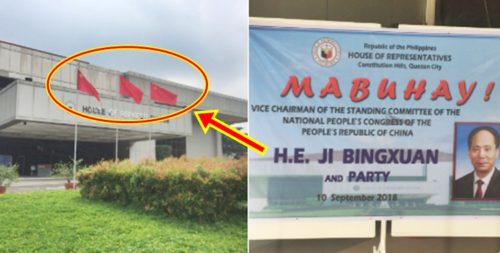 HOUSE OF
Republic of the Philippines
HOUSE OF REPRESENTATIVES
Constitution Hills, Quezon City
MABUHAY!
VICE CHAIRMAN OF THE STANDING COMMITTEE OF THE
NATIONAL PEOPLE'S CONGRESS OF THE
PEOPLE'S REPUBLIC OF CHINA
H.E. JI BINGXUAN
AND PARTY
10 September 2018